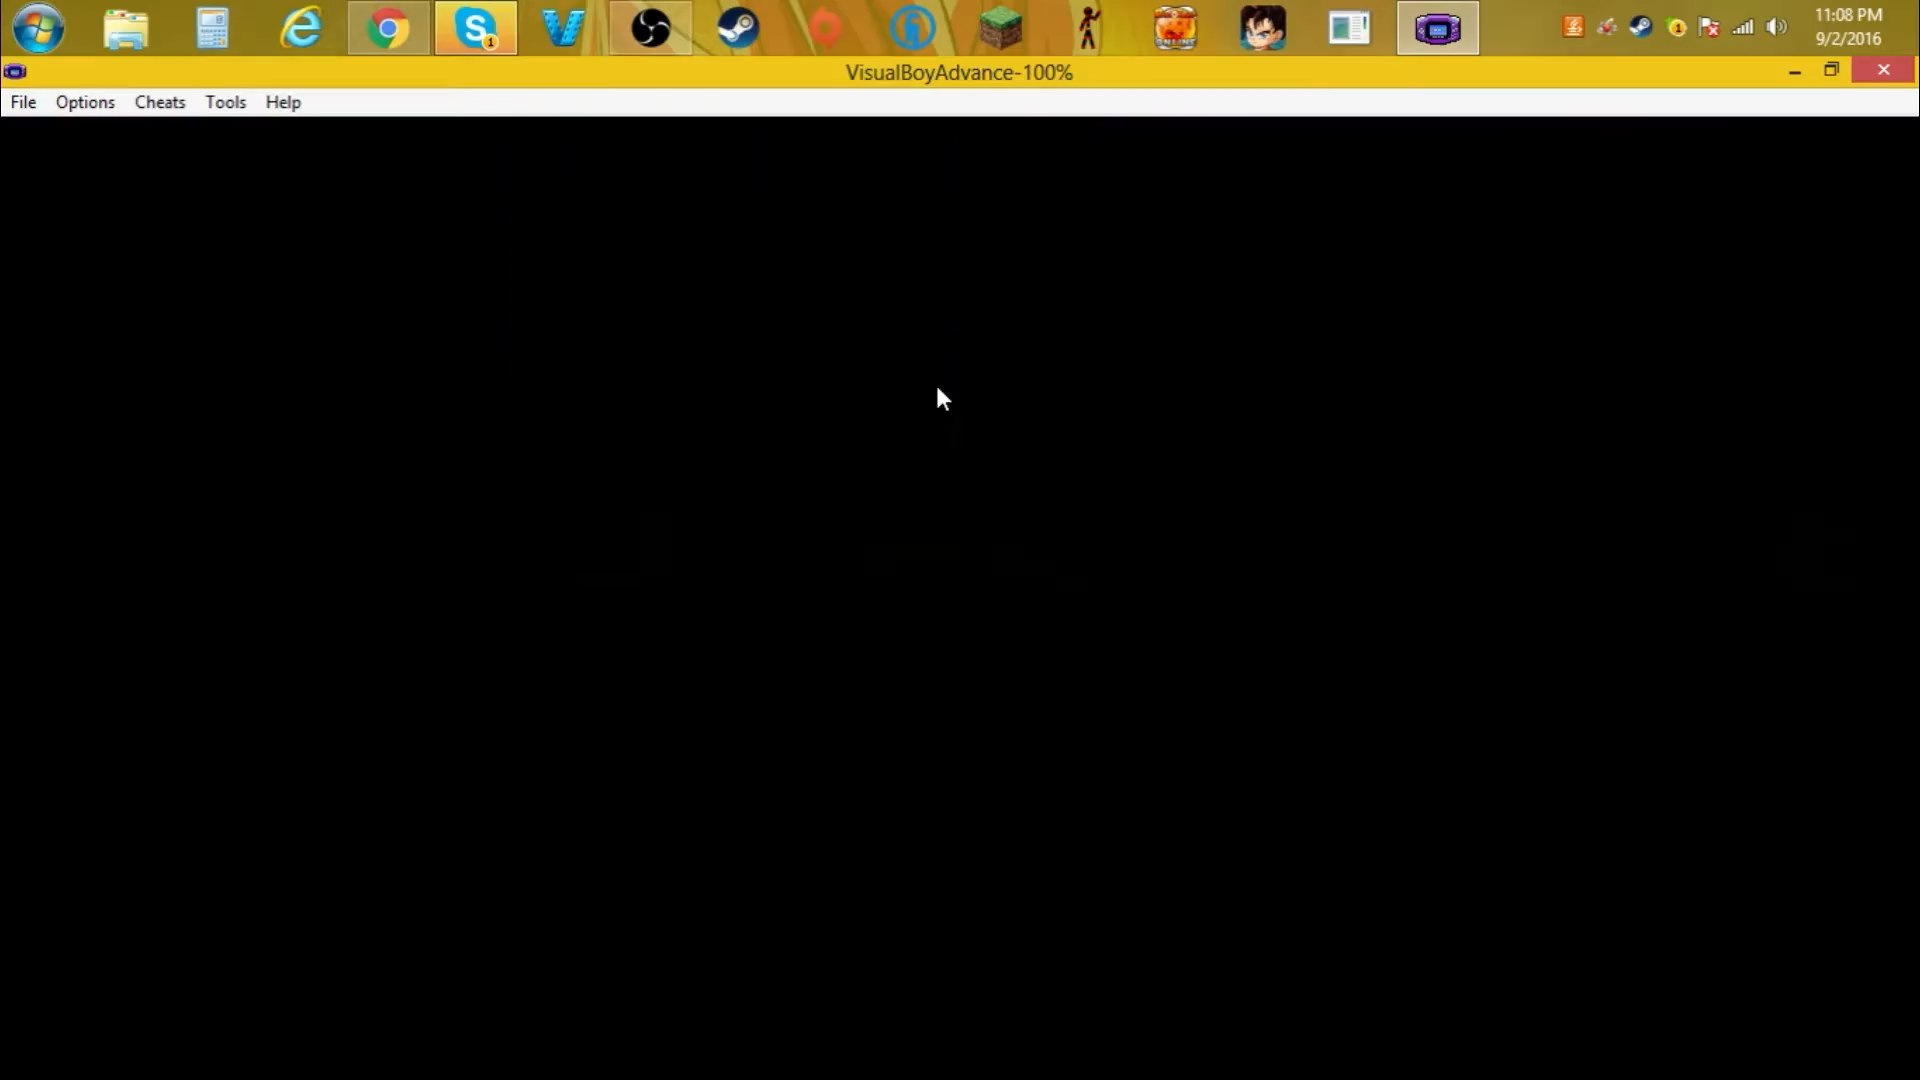 11:08 PM
9/2/2016
VisualBoyAdvance-100%
File Options Cheats Tools Help